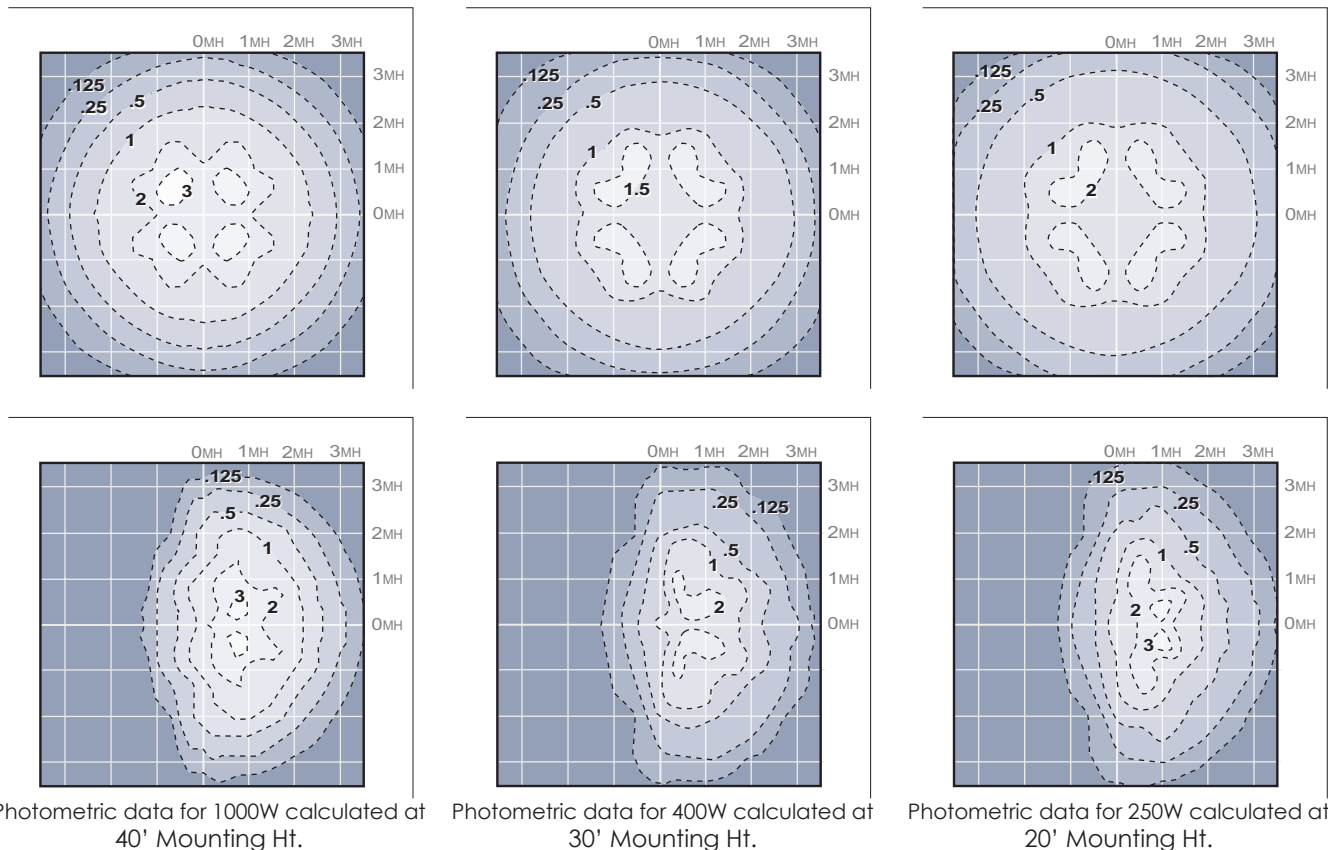 0MH 1MH 2MH 3MH
3MH
.125
.25
.5
2MH
1
1MH
2
3
0MH
0MH 1MH 2MH 3MH
3MH
.125
.25
.5
2MH
1
1MH
1.5
0MH
0MH 1MH 2MH 3MH
3MH
.125
.25
.5
2MH
1
1MH
2
0MH
0MH 1MH 2MH 3MH
.125
3MH
.25
.5
2MH
1
1MH
3
2
0MH
0MH 1MH 2MH 3MH
3MH
.25
.125
2MH
.5
1
1MH
2
0MH
0MH 1MH 2MH 3MH
.125
3MH
.25
2MH
.5
1
1MH
2
0MH
3
Photometric data for 1000W calculated at
40' Mounting Ht.
Photometric data for 400W calculated at
30' Mounting Ht.
Photometric data for 250W calculated at
20' Mounting Ht.